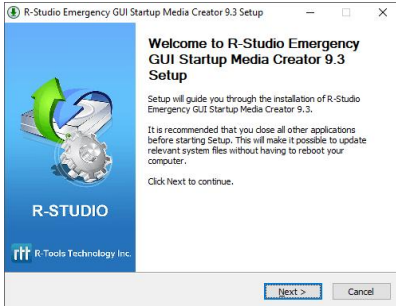 R-Studio Emergency GUI Startup Media Creator 9.3 Setup
Welcome to R-Studio Emergency
GUI Startup Media Creator 9.3
Setup
Setup will guide you through the installation of R-Studio
Emergency GUI Startup Media Creator 9.3.
It is recommended that you close all other applications
before starting Setup. This will make it possible to update
relevant system files without having to reboot your
computer.
Click Next to continue.
R-STUDIO
R-Tools Technology Inc.
Next >
Cancel